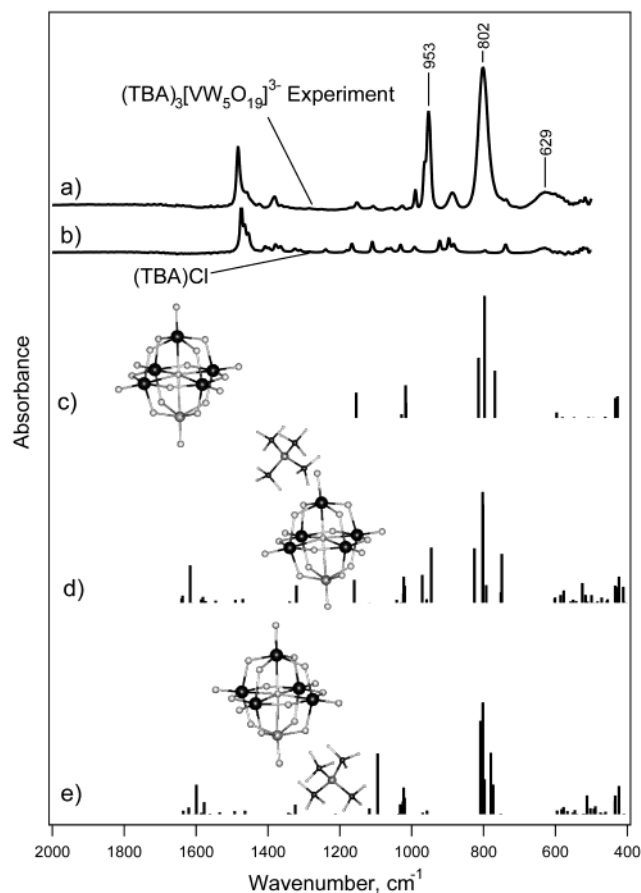 953
802
629
(TBA)₃[VW₅O₁₉]³⁻ Experiment
a)
b)
(TBA)Cl
c)
d)
e)
Absorbance
2000 1800 1600 1400 1200 1000 800 600 400
Wavenumber, cm⁻¹